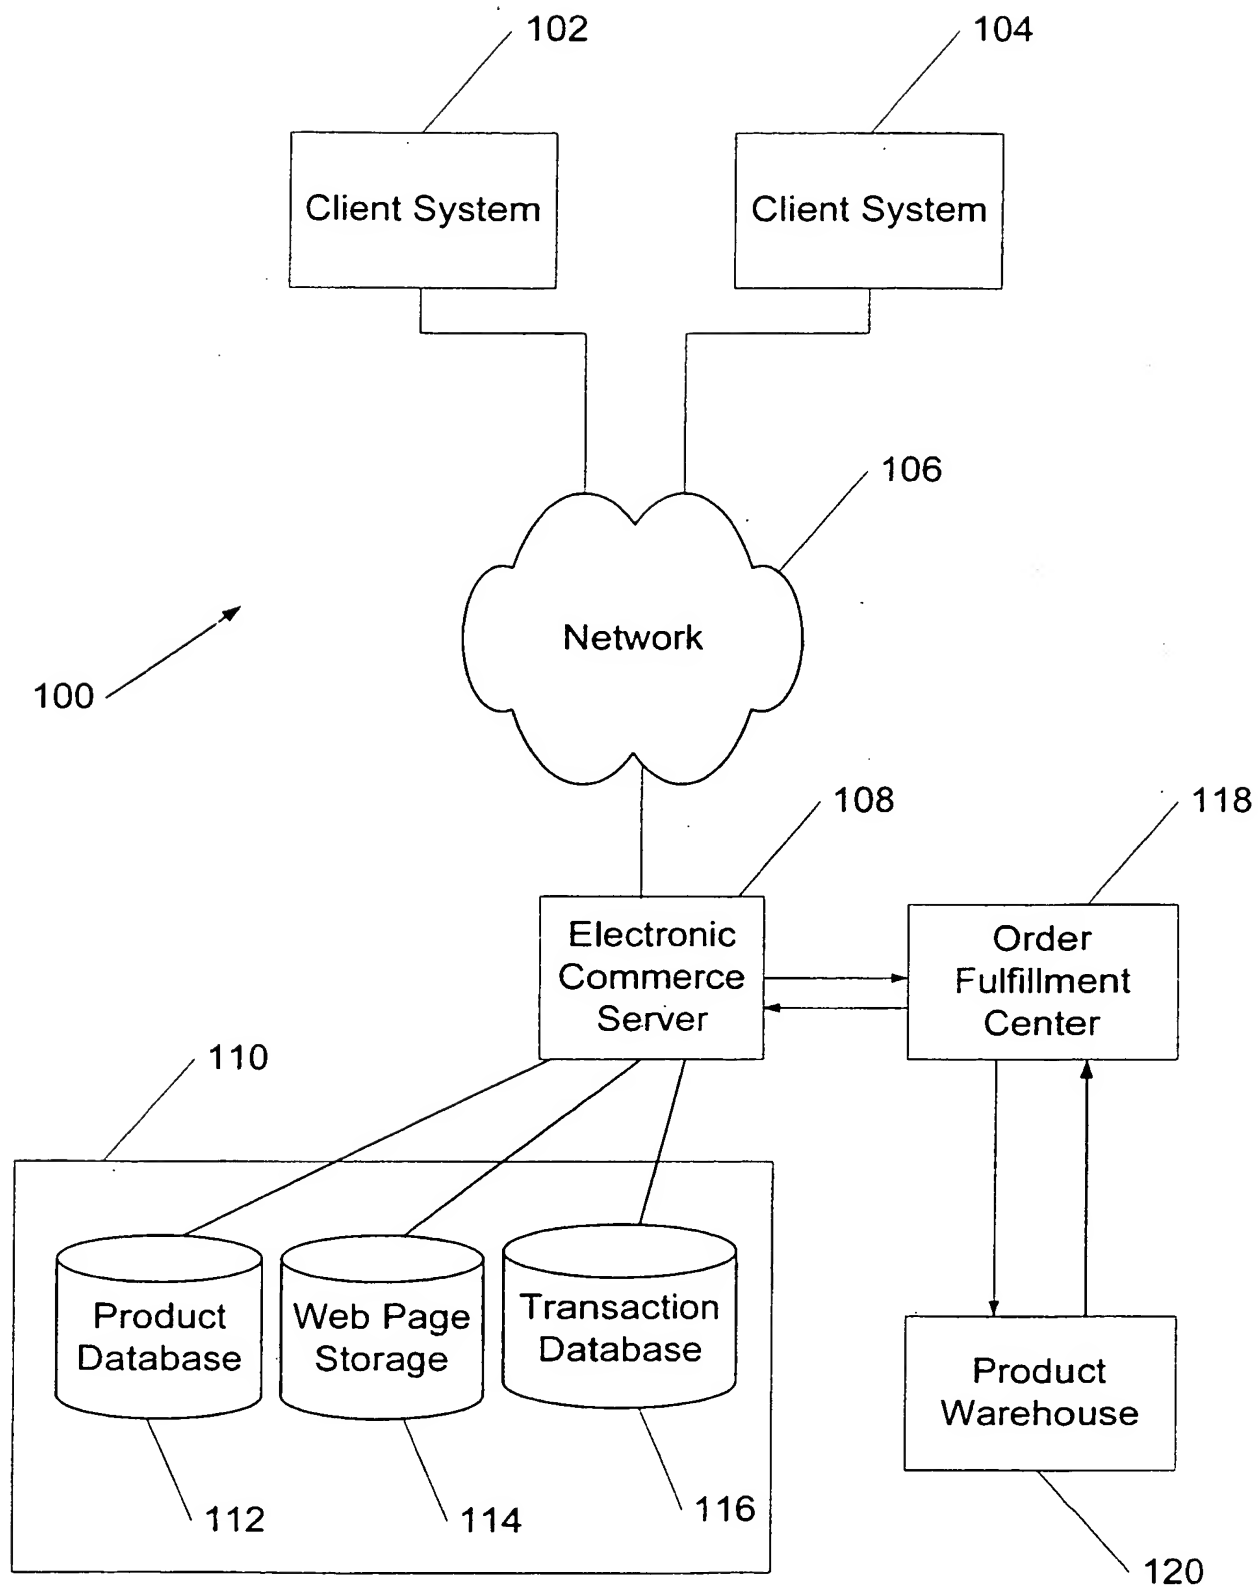 102
104
Client System
Client System
106
Network
100
108
118
Electronic
Commerce
Server
Order
Fulfillment
Center
110
Product
Database
Web Page
Storage
Transaction
Database
Product
Warehouse
112
114
116
120